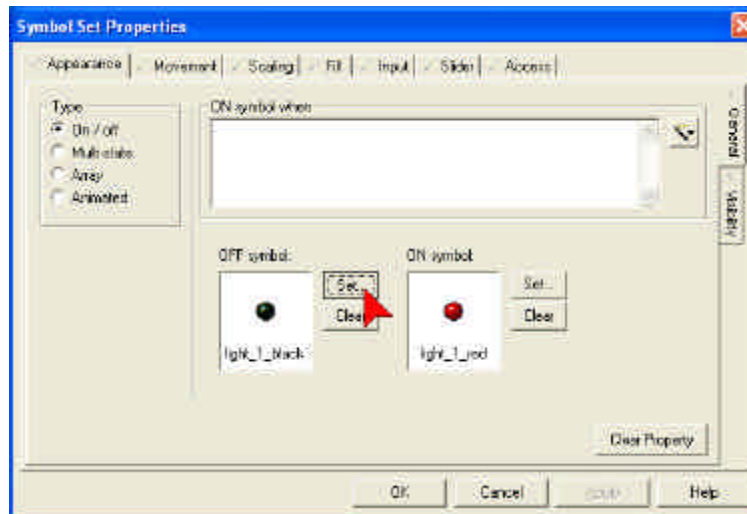 Symbol Set Properties
Appearance Movement Scaling Fill Input Slider Access
Type
On / off
Multi-state
Array
Animated
ON symbol when
General
Visibility
OFF symbol:
Set...
Clear
light_1_black
ON symbol:
Set...
Clear
light_1_red
Clear Property
OK Cancel Apply Help